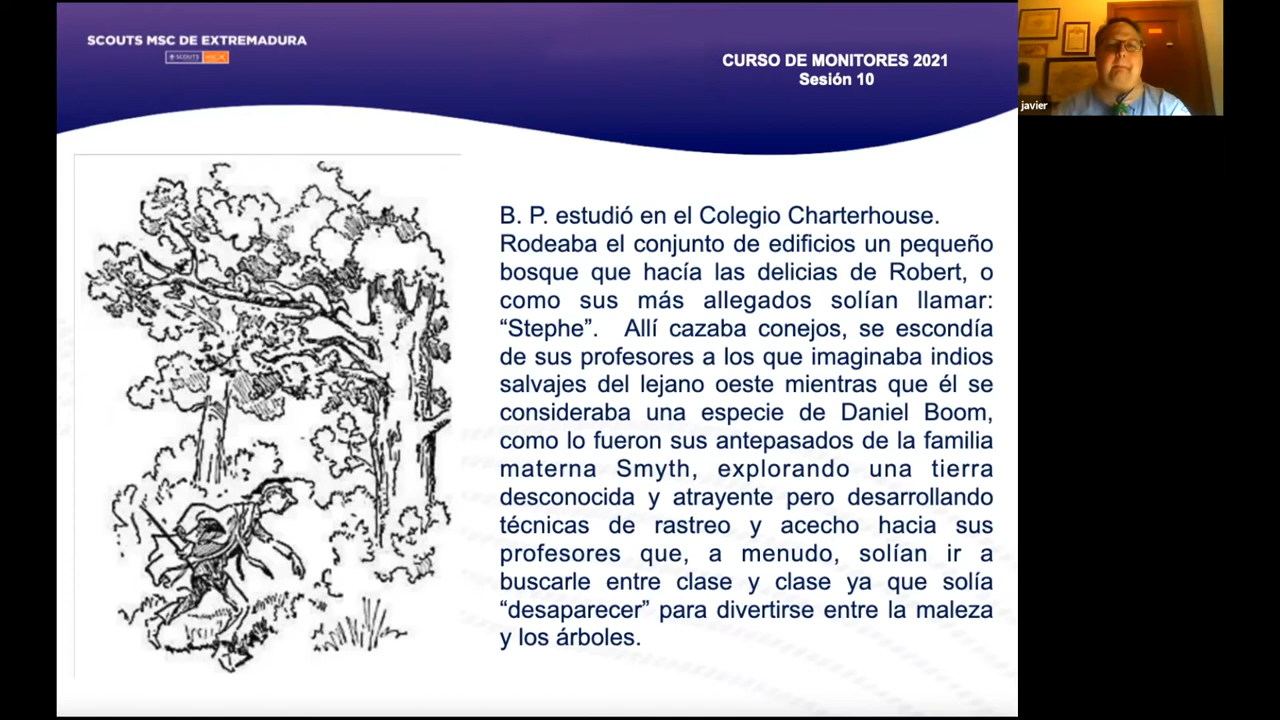 SCOUTS MSC DE EXTREMADURA
SCOUTS MSC
CURSO DE MONITORES 2021
Sesión 10
javier
B. P. estudió en el Colegio Charterhouse.
Rodeaba el conjunto de edificios un pequeño
bosque que hacía las delicias de Robert, o
como sus más allegados solían llamar:
“Stephe”. Allí cazaba conejos, se escondía
de sus profesores a los que imaginaba indios
salvajes del lejano oeste mientras que él se
consideraba una especie de Daniel Boom,
como lo fueron sus antepasados de la familia
materna Smyth, explorando una tierra
desconocida y atrayente pero desarrollando
técnicas de rastreo y acecho hacia sus
profesores que, a menudo, solían ir a
buscarle entre clase y clase ya que solía
“desaparecer” para divertirse entre la maleza
y los árboles.